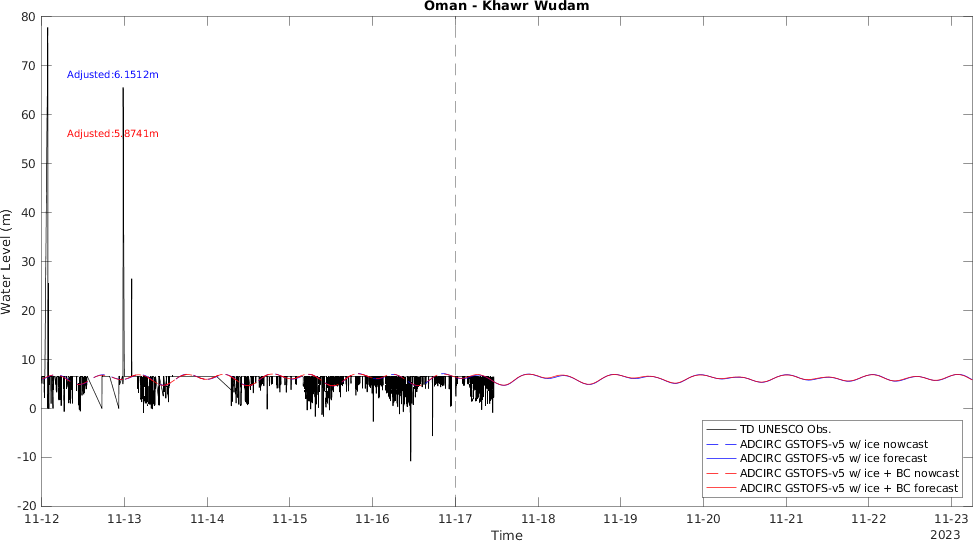 Oman - Khawr Wudam
80
70
60
50
40
30
20
10
0
-10
-20
Water Level (m)
Adjusted:6.1512m
Adjusted:5.8741m
TD UNESCO Obs.
ADCIRC GSTOFS-v5 w/ ice nowcast
ADCIRC GSTOFS-v5 w/ ice forecast
ADCIRC GSTOFS-v5 w/ ice + BC nowcast
ADCIRC GSTOFS-v5 w/ ice + BC forecast
11-12 11-13 11-14 11-15 11-16 11-17 11-18 11-19 11-20 11-21 11-22 11-23
Time
2023